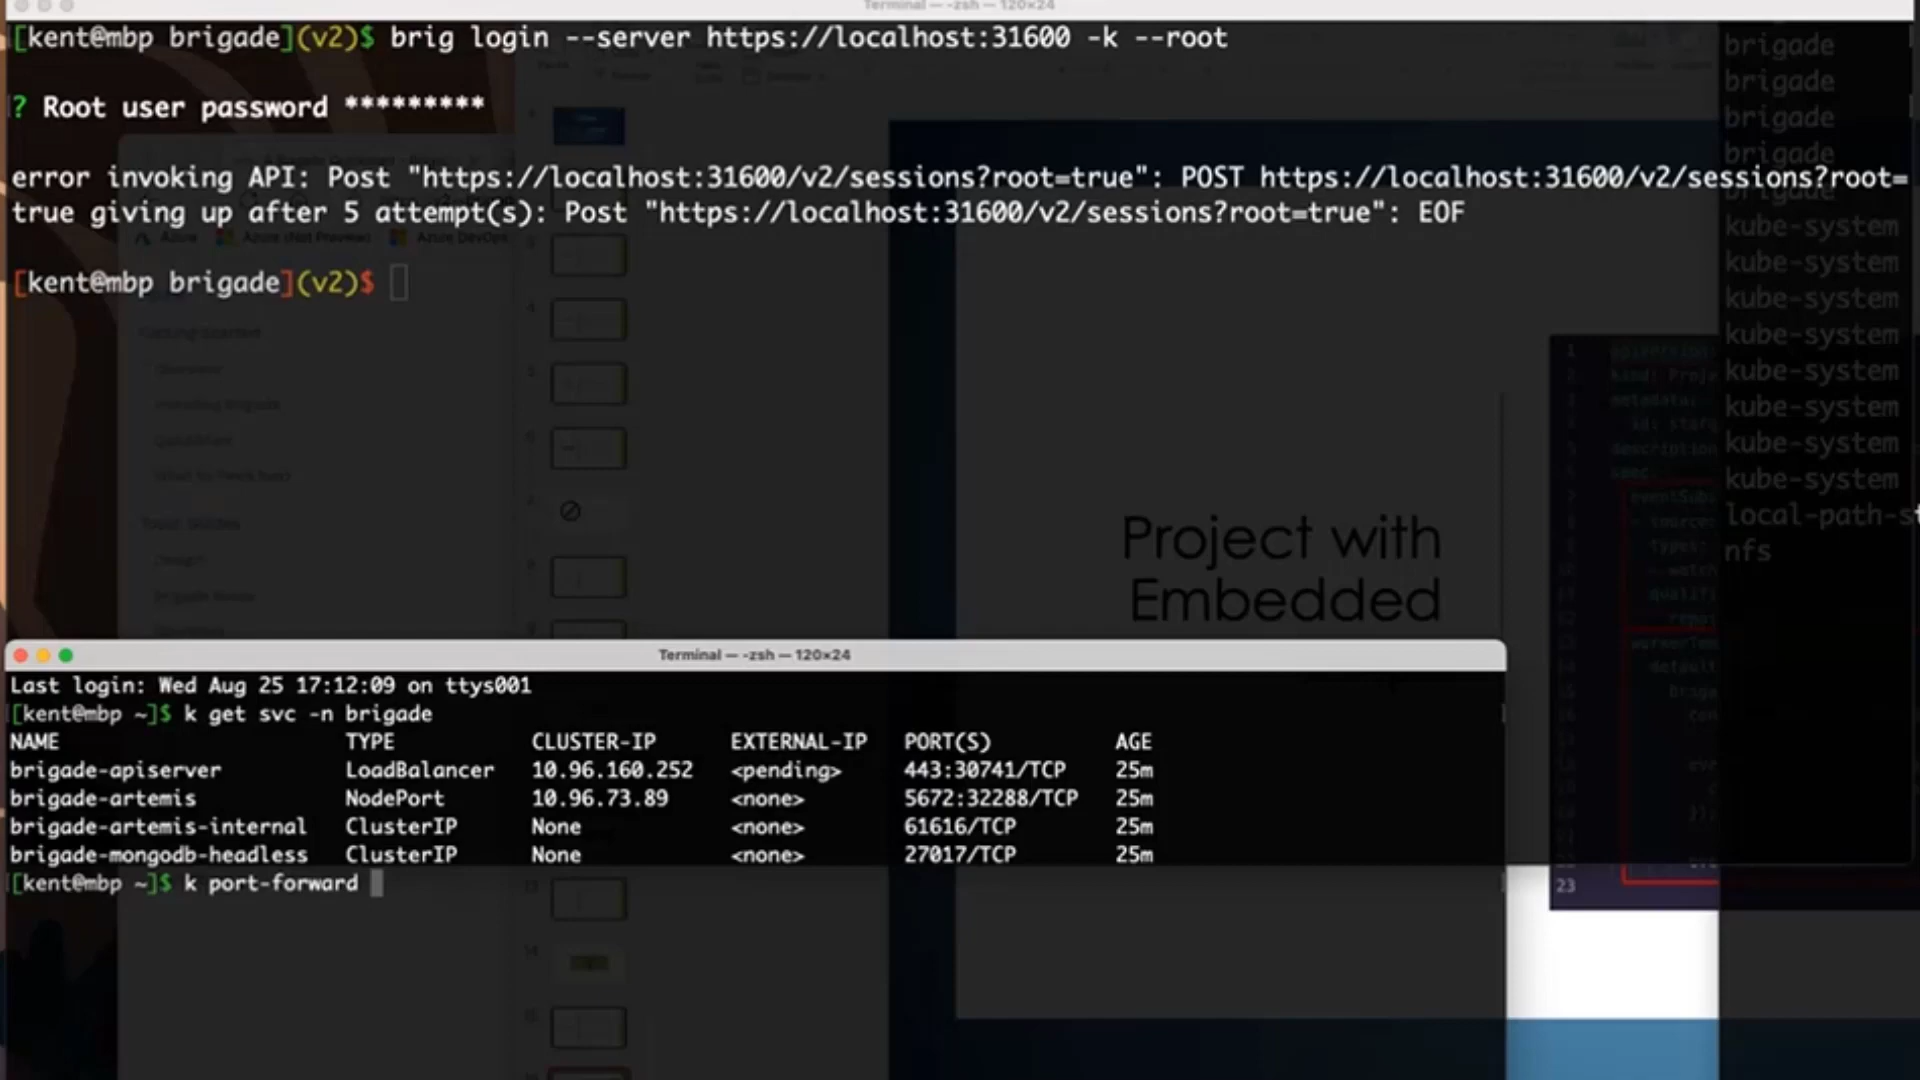 Terminal — -zsh — 120×24
[kent@mbp brigade](v2)$ brig login --server https://localhost:31600 -k --root
? Root user password *********
error invoking API: Post "https://localhost:31600/v2/sessions?root=true": POST https://localhost:31600/v2/sessions?root=
true giving up after 5 attempt(s): Post "https://localhost:31600/v2/sessions?root=true": EOF
[kent@mbp brigade](v2)$
brigade
brigade
brigade
brigade
brigade
kube-system
kube-system
kube-system
kube-system
kube-system
kube-system
kube-system
kube-system
local-path-st
nfs
Project with
Embedded
Terminal — -zsh — 120×24
Last login: Wed Aug 25 17:12:09 on ttys001
[kent@mbp ~]$ k get svc -n brigade
NAME TYPE CLUSTER-IP EXTERNAL-IP PORT(S) AGE
brigade-apiserver LoadBalancer 10.96.160.252 <pending> 443:30741/TCP 25m
brigade-artemis NodePort 10.96.73.89 <none> 5672:32288/TCP 25m
brigade-artemis-internal ClusterIP None <none> 61616/TCP 25m
brigade-mongodb-headless ClusterIP None <none> 27017/TCP 25m
[kent@mbp ~]$ k port-forward
23